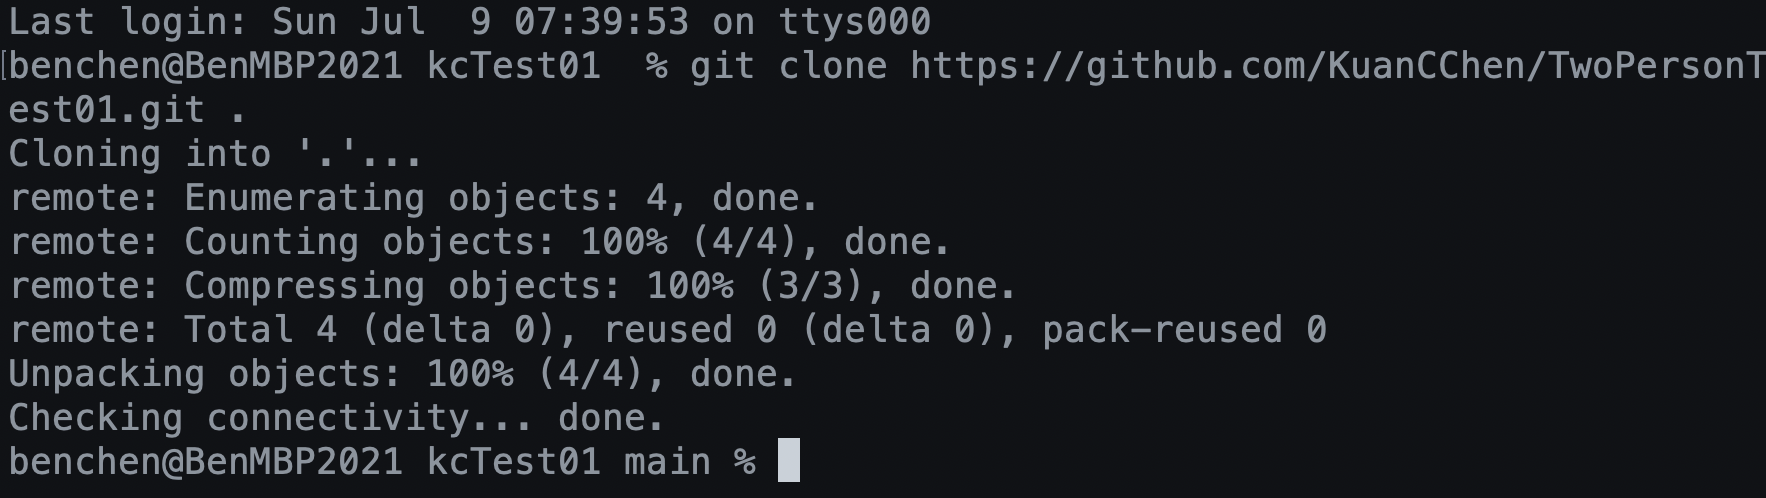 Last login: Sun Jul  9 07:39:53 on ttys000
[benchen@BenMBP2021 kcTest01  % git clone https://github.com/KuanCChen/TwoPersonT
est01.git .
Cloning into '.'...
remote: Enumerating objects: 4, done.
remote: Counting objects: 100% (4/4), done.
remote: Compressing objects: 100% (3/3), done.
remote: Total 4 (delta 0), reused 0 (delta 0), pack-reused 0
Unpacking objects: 100% (4/4), done.
Checking connectivity... done.
benchen@BenMBP2021 kcTest01 main %